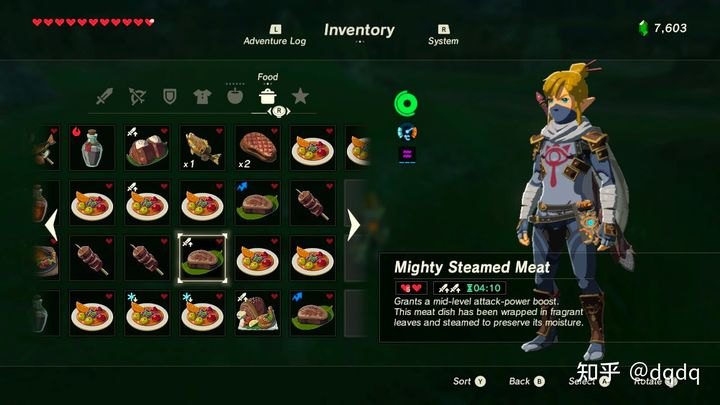 L
Adventure Log
Inventory
R
System
7,603
Food
R
x1
x2
Mighty Steamed Meat
04:10
Grants a mid-level attack-power boost.
This meat dish has been wrapped in fragrant
leaves and steamed to preserve its moisture.
Sort Y
Back B
Select A
Rotate
知乎 @dqdq